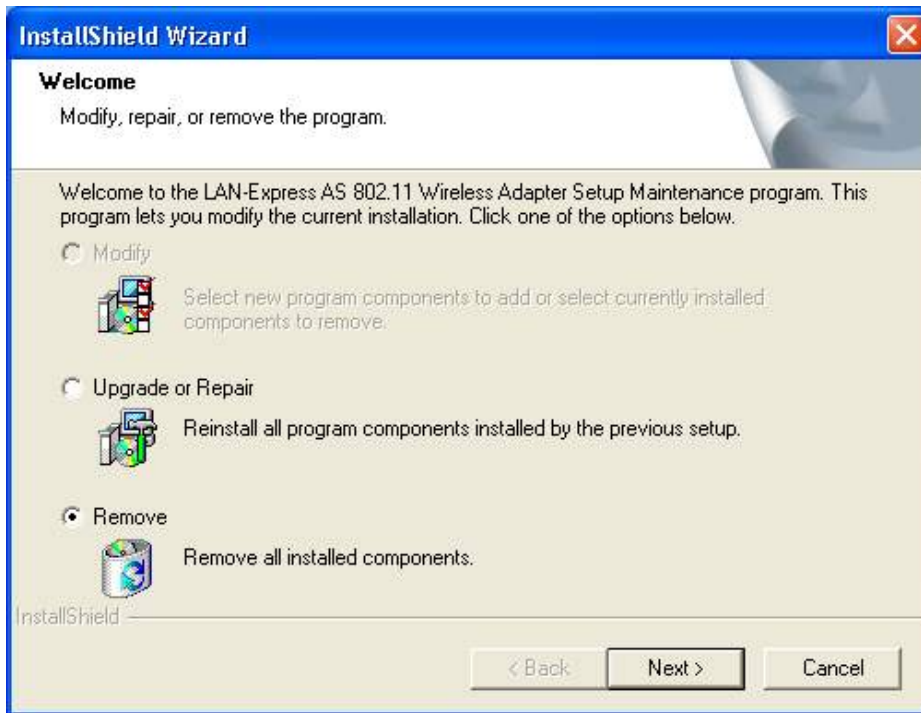 InstallShield Wizard
Welcome
Modify, repair, or remove the program.
Welcome to the LAN-Express AS 802.11 Wireless Adapter Setup Maintenance program. This
program lets you modify the current installation. Click one of the options below.
Modify
Select new program components to add or select currently installed
components to remove.
Upgrade or Repair
Reinstall all program components installed by the previous setup.
Remove
Remove all installed components.
InstallShield
< Back
Next >
Cancel